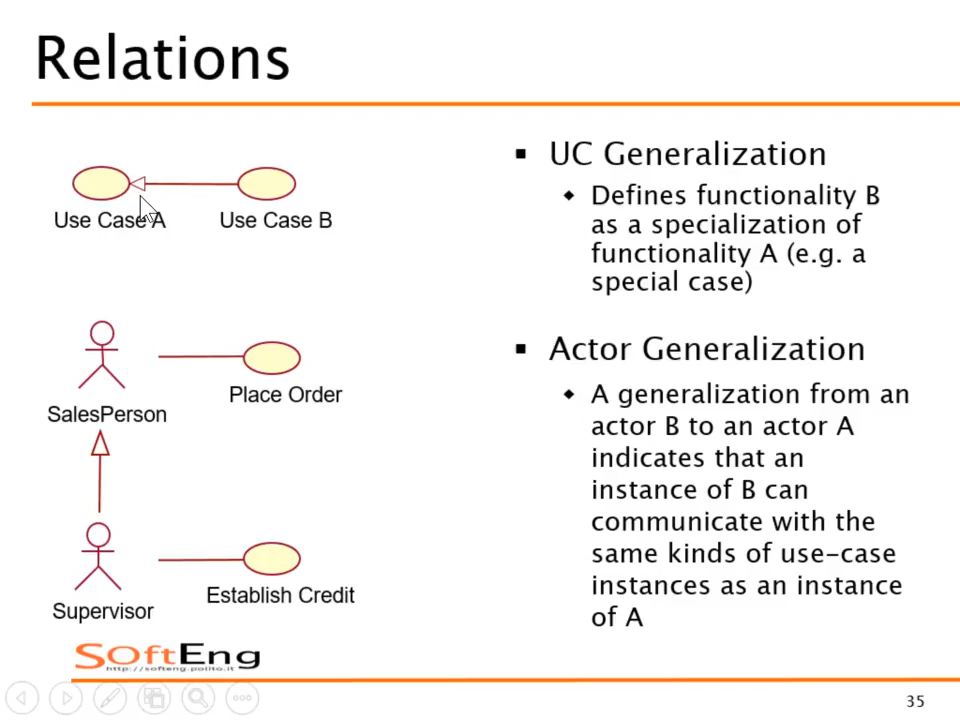 Relations
Use Case A
Use Case B
SalesPerson
Place Order
Supervisor
Establish Credit
▪ UC Generalization
◆ Defines functionality B
as a specialization of
functionality A (e.g. a
special case)
▪ Actor Generalization
◆ A generalization from an
actor B to an actor A
indicates that an
instance of B can
communicate with the
same kinds of use-case
instances as an instance
of A
SOftEng
http://softeng.polito.it
35